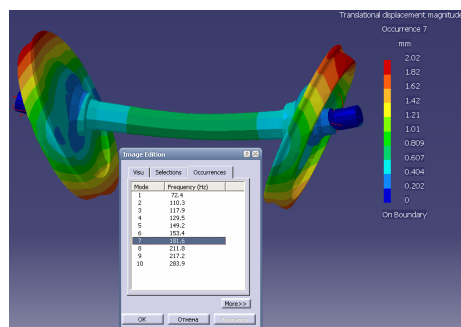 Translational displacement magnitude
Occurrence 7
mm
2.02
1.82
1.62
1.42
1.21
1.01
0.809
0.607
0.404
0.202
0
On Boundary
Image Edition
Visu Selections Occurrences
Mode Frequency (Hz)
1 72.4
2 110.3
3 117.9
4 129.5
5 149.2
6 153.4
7 181.6
8 211.8
9 217.2
10 283.9
More>>
OK Отмена